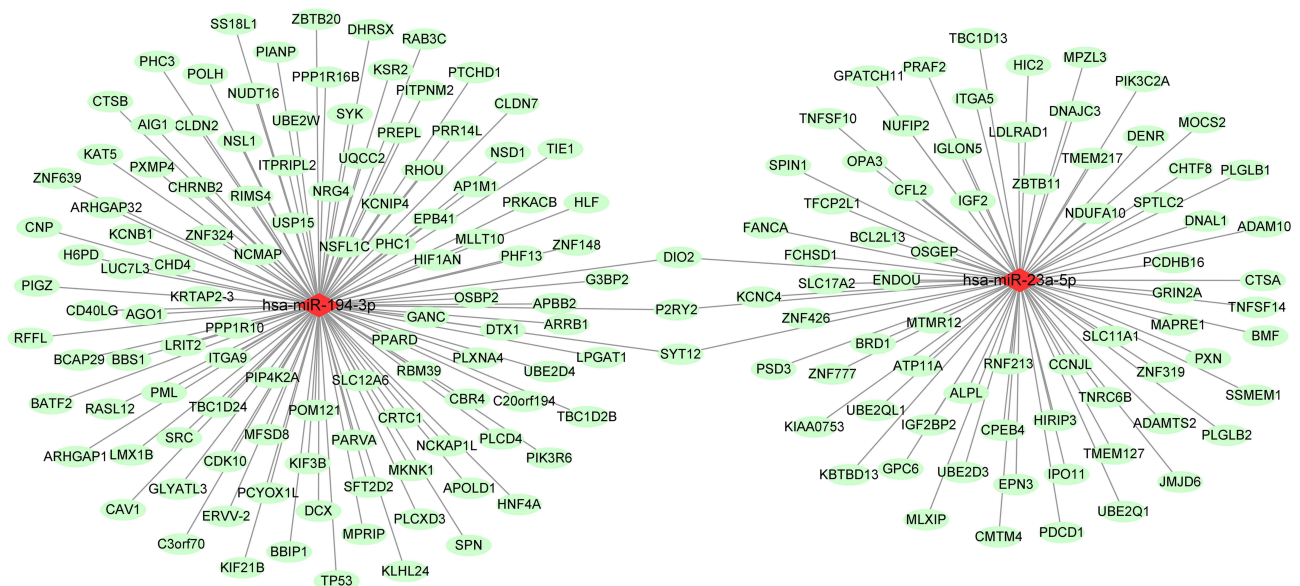 SS18L1
ZBTB20
DHRSX
RAB3C
PIANP
PHC3
POLH
PPP1R16B
KSR2
PTCHD1
NUDT16
PITPNM2
CTSB
SYK
CLDN7
AIG1
CLDN2
UBE2W
PREPL
PRR14L
NSL1
KAT5
PXMP4
ITPRIPL2
UQCC2
NSD1
TIE1
ZNF639
CHRNB2
RIMS4
NRG4
RHOU
AP1M1
ARHGAP32
KCNIP4
PRKACB
HLF
CNP
KCNB1
ZNF324
USP15
EPB41
H6PD
NCMAP
NSFL1C
PHC1
MLLT10
ZNF148
LUC7L3
CHD4
HIF1AN
PHF13
PIGZ
KRTAP2-3
G3BP2
CD40LG
AGO1
hsa-miR-194-3p
OSBP2
APBB2
RFFL
PPP1R10
GANC
ARRB1
BCAP29
BBS1
LRIT2
PPARD
DTX1
LPGAT1
ITGA9
PLXNA4
UBE2D4
BATF2
PML
PIP4K2A
SLC12A6
RBM39
RASL12
TBC1D24
CBR4
C20orf194
TBC1D2B
POM121
CRTC1
ARHGAP1
LMX1B
SRC
MFSD8
PARVA
NCKAP1L
PLCD4
PIK3R6
CDK10
KIF3B
MKNK1
GLYATL3
PCYOX1L
SFT2D2
APOLD1
CAV1
ERVV-2
DCX
PLCXD3
HNF4A
C3orf70
MPRIP
SPN
KIF21B
BBIP1
TP53
KLHL24
DIO2
P2RY2
SYT12
TBC1D13
HIC2
MPZL3
GPATCH11
PRAF2
PIK3C2A
ITGA5
DNAJC3
TNFSF10
NUFIP2
LDLRAD1
DENR
MOCS2
IGLON5
SPIN1
OPA3
TMEM217
CHTF8
PLGLB1
CFL2
ZBTB11
TFCP2L1
IGF2
NDUFA10
SPTLC2
FANCA
BCL2L13
DNAL1
ADAM10
FCHSD1
OSGEP
PCDHB16
SLC17A2
ENDOU
hsa-miR-23a-5p
CTSA
KCNC4
GRIN2A
TNFSF14
ZNF426
MTMR12
MAPRE1
BMF
BRD1
SLC11A1
PSD3
ZNF777
ATP11A
RNF213
CCNJL
ZNF319
PXN
ALPL
TNRC6B
SSMEM1
KIAA0753
UBE2QL1
IGF2BP2
CPEB4
HIRIP3
ADAMTS2
PLGLB2
KBTBD13
GPC6
UBE2D3
TMEM127
EPN3
IPO11
JMJD6
MLXIP
UBE2Q1
CMTM4
PDCD1